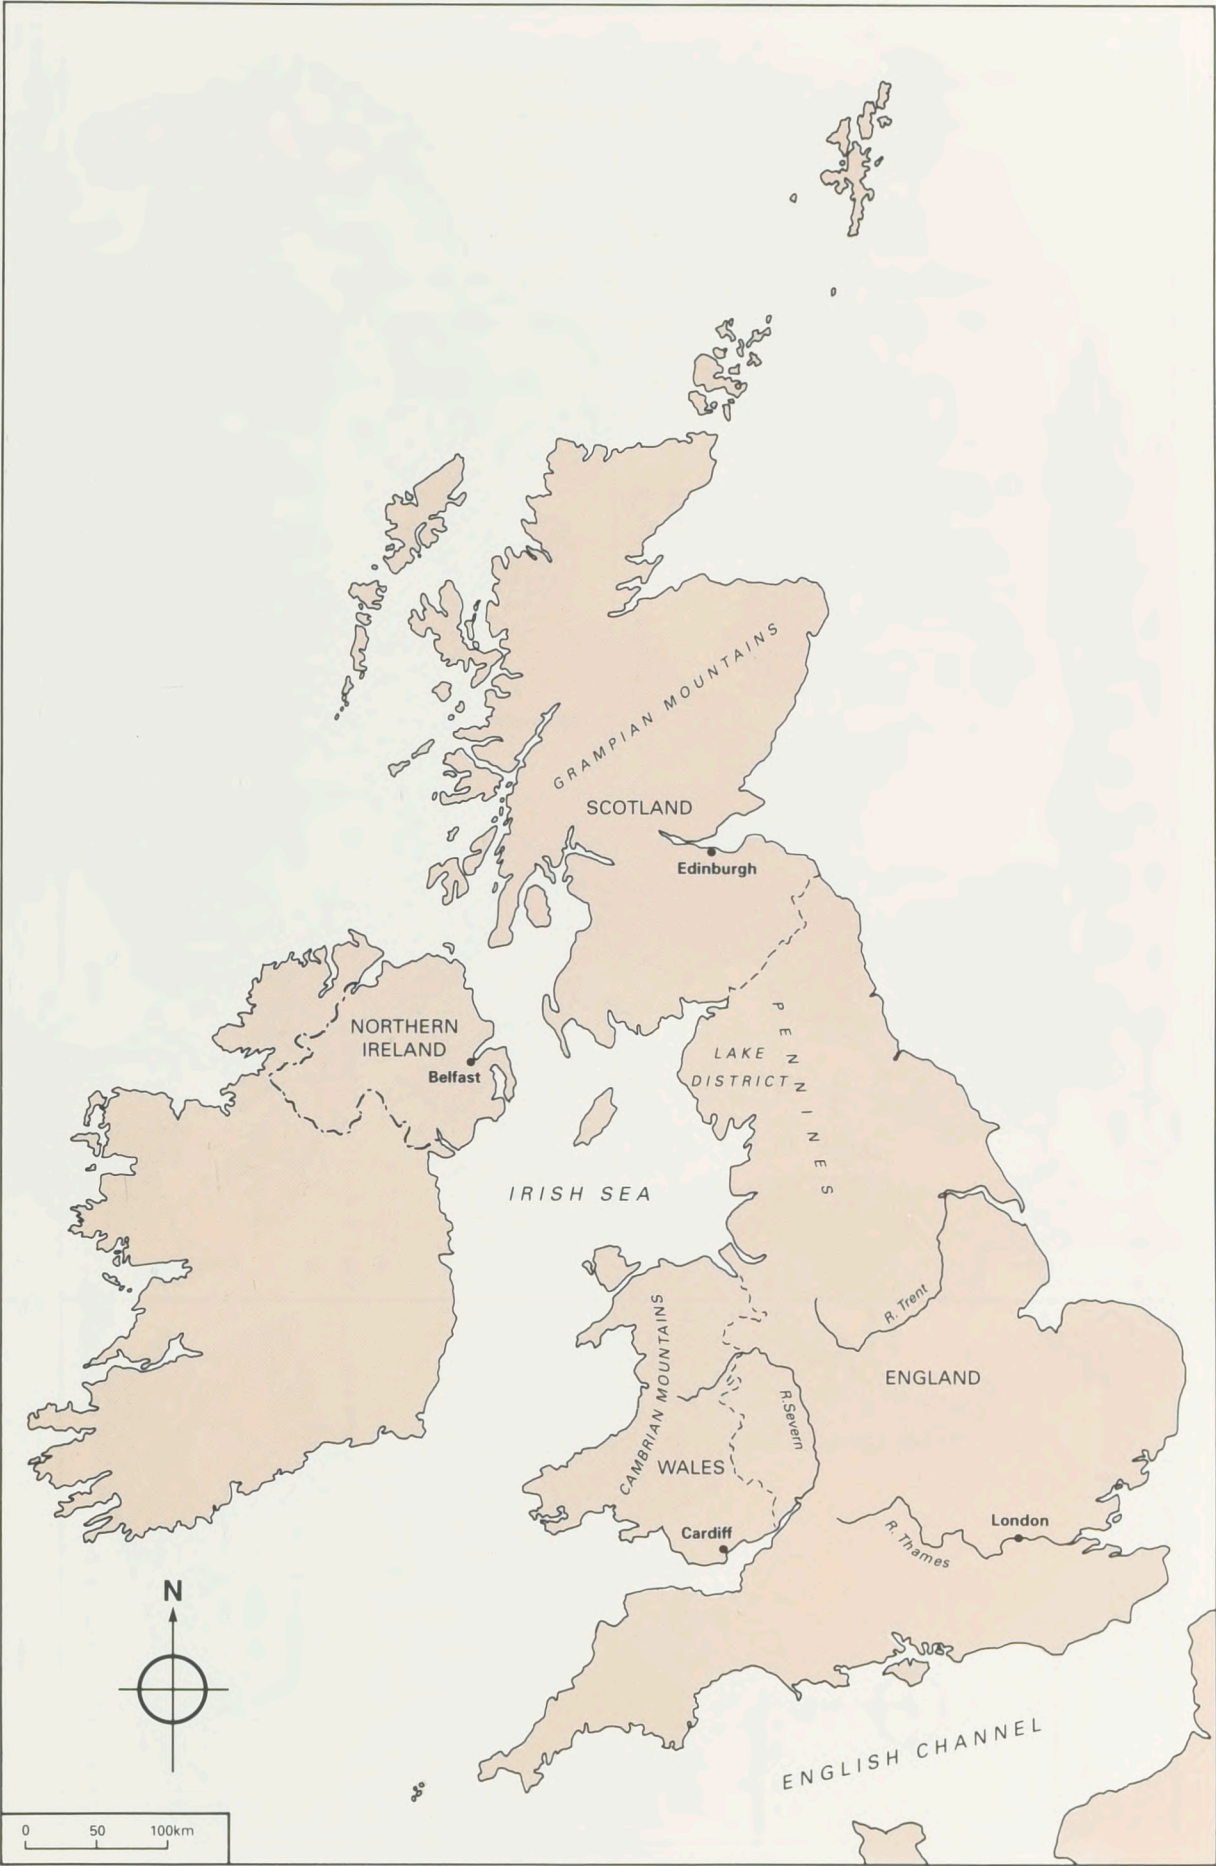 GRAMPIAN MOUNTAINS
SCOTLAND
Edinburgh
NORTHERN
IRELAND
Belfast
PENNINES
LAKE
DISTRICT
IRISH SEA
R. Trent
CAMBRIAN MOUNTAINS
ENGLAND
R.Severn
WALES
Cardiff
R. Thames
London
N
ENGLISH CHANNEL
0 50 100km